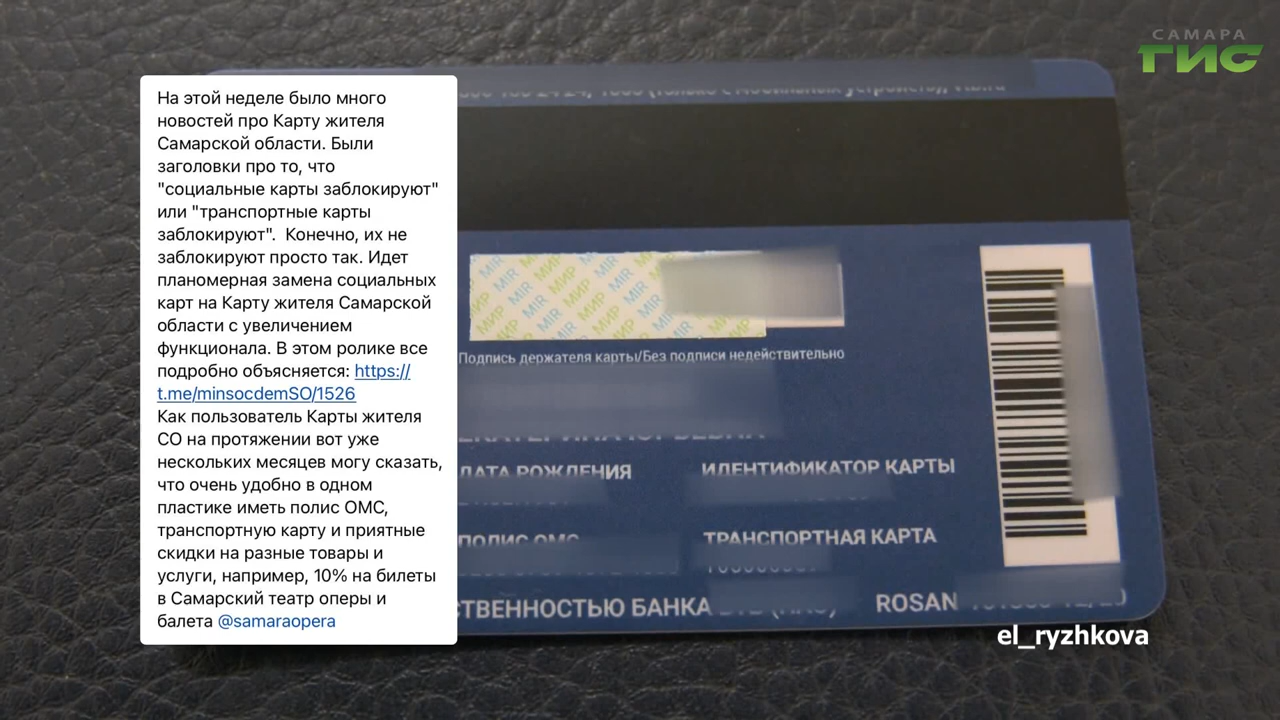 САМАРА
ГИС
На этой неделе было много
новостей про Карту жителя
Самарской области. Были
заголовки про то, что
"социальные карты заблокируют"
или "транспортные карты
заблокируют".  Конечно, их не
заблокируют просто так. Идет
планомерная замена социальных
карт на Карту жителя Самарской
области с увеличением
функционала. В этом ролике все
подробно объясняется: https://
t.me/minsocdemSO/1526
Как пользователь Карты жителя
СО на протяжении вот уже
нескольких месяцев могу сказать,
что очень удобно в одном
пластике иметь полис ОМС,
транспортную карту и приятные
скидки на разные товары и
услуги, например, 10% на билеты
в Самарский театр оперы и
балета @samaraopera
MIR МИР
Подпись держателя карты/Без подписи недействительно
ДАТА РОЖДЕНИЯ ИДЕНТИФИКАТОР КАРТЫ
ПОЛИС ОМС ТРАНСПОРТНАЯ КАРТА
СТВЕННОСТЬЮ БАНКА ROSAN
el_ryzhkova